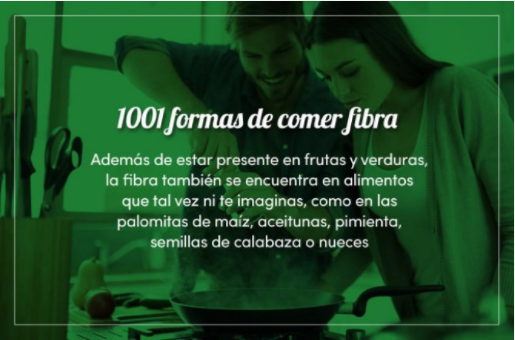 1001 formas de comer fibra
Además de estar presente en frutas y verduras,
la fibra también se encuentra en alimentos
que tal vez ni te imaginas, como en las
palomitas de maíz, aceitunas, pimienta,
semillas de calabaza o nueces